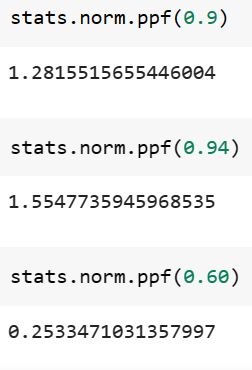 stats.norm.ppf(0.9)
1.2815515655446004
stats.norm.ppf(0.94)
1.5547735945968535
stats.norm.ppf(0.60)
0.2533471031357997